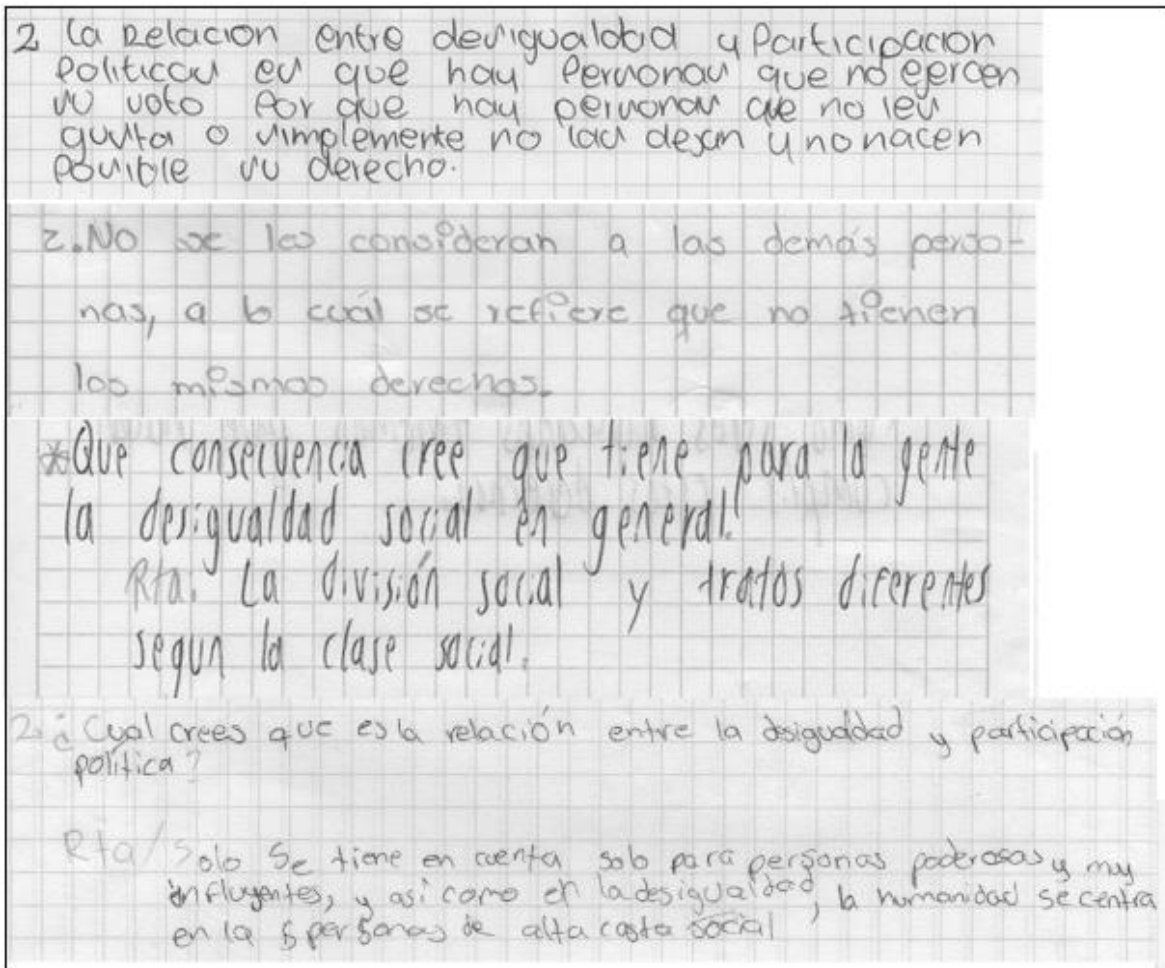 2 La Relacion entre desigualdad y Participacion
Politicas es que hay Personas que no ejercen
su voto Por que hay personas que no les
gusta o simplemente no las dejan y no hacen
posible su derecho.
2. No se les consideran a las demás perso-
nas, a lo cuál se refiere que no tienen
los mismos derechos.
*Que consecuencia cree que tiene para la gente
la desigualdad social en general?
Rta: La división social y tratos diferentes
segun la clase social.
2. ¿Cual crees que es la relación entre la desigualdad y participación
política?
Rta/ Solo Se tiene en cuenta solo para personas poderosas y muy
influyentes, y así como en la desigualdad, la humanidad se centra
en las personas de alta casta social